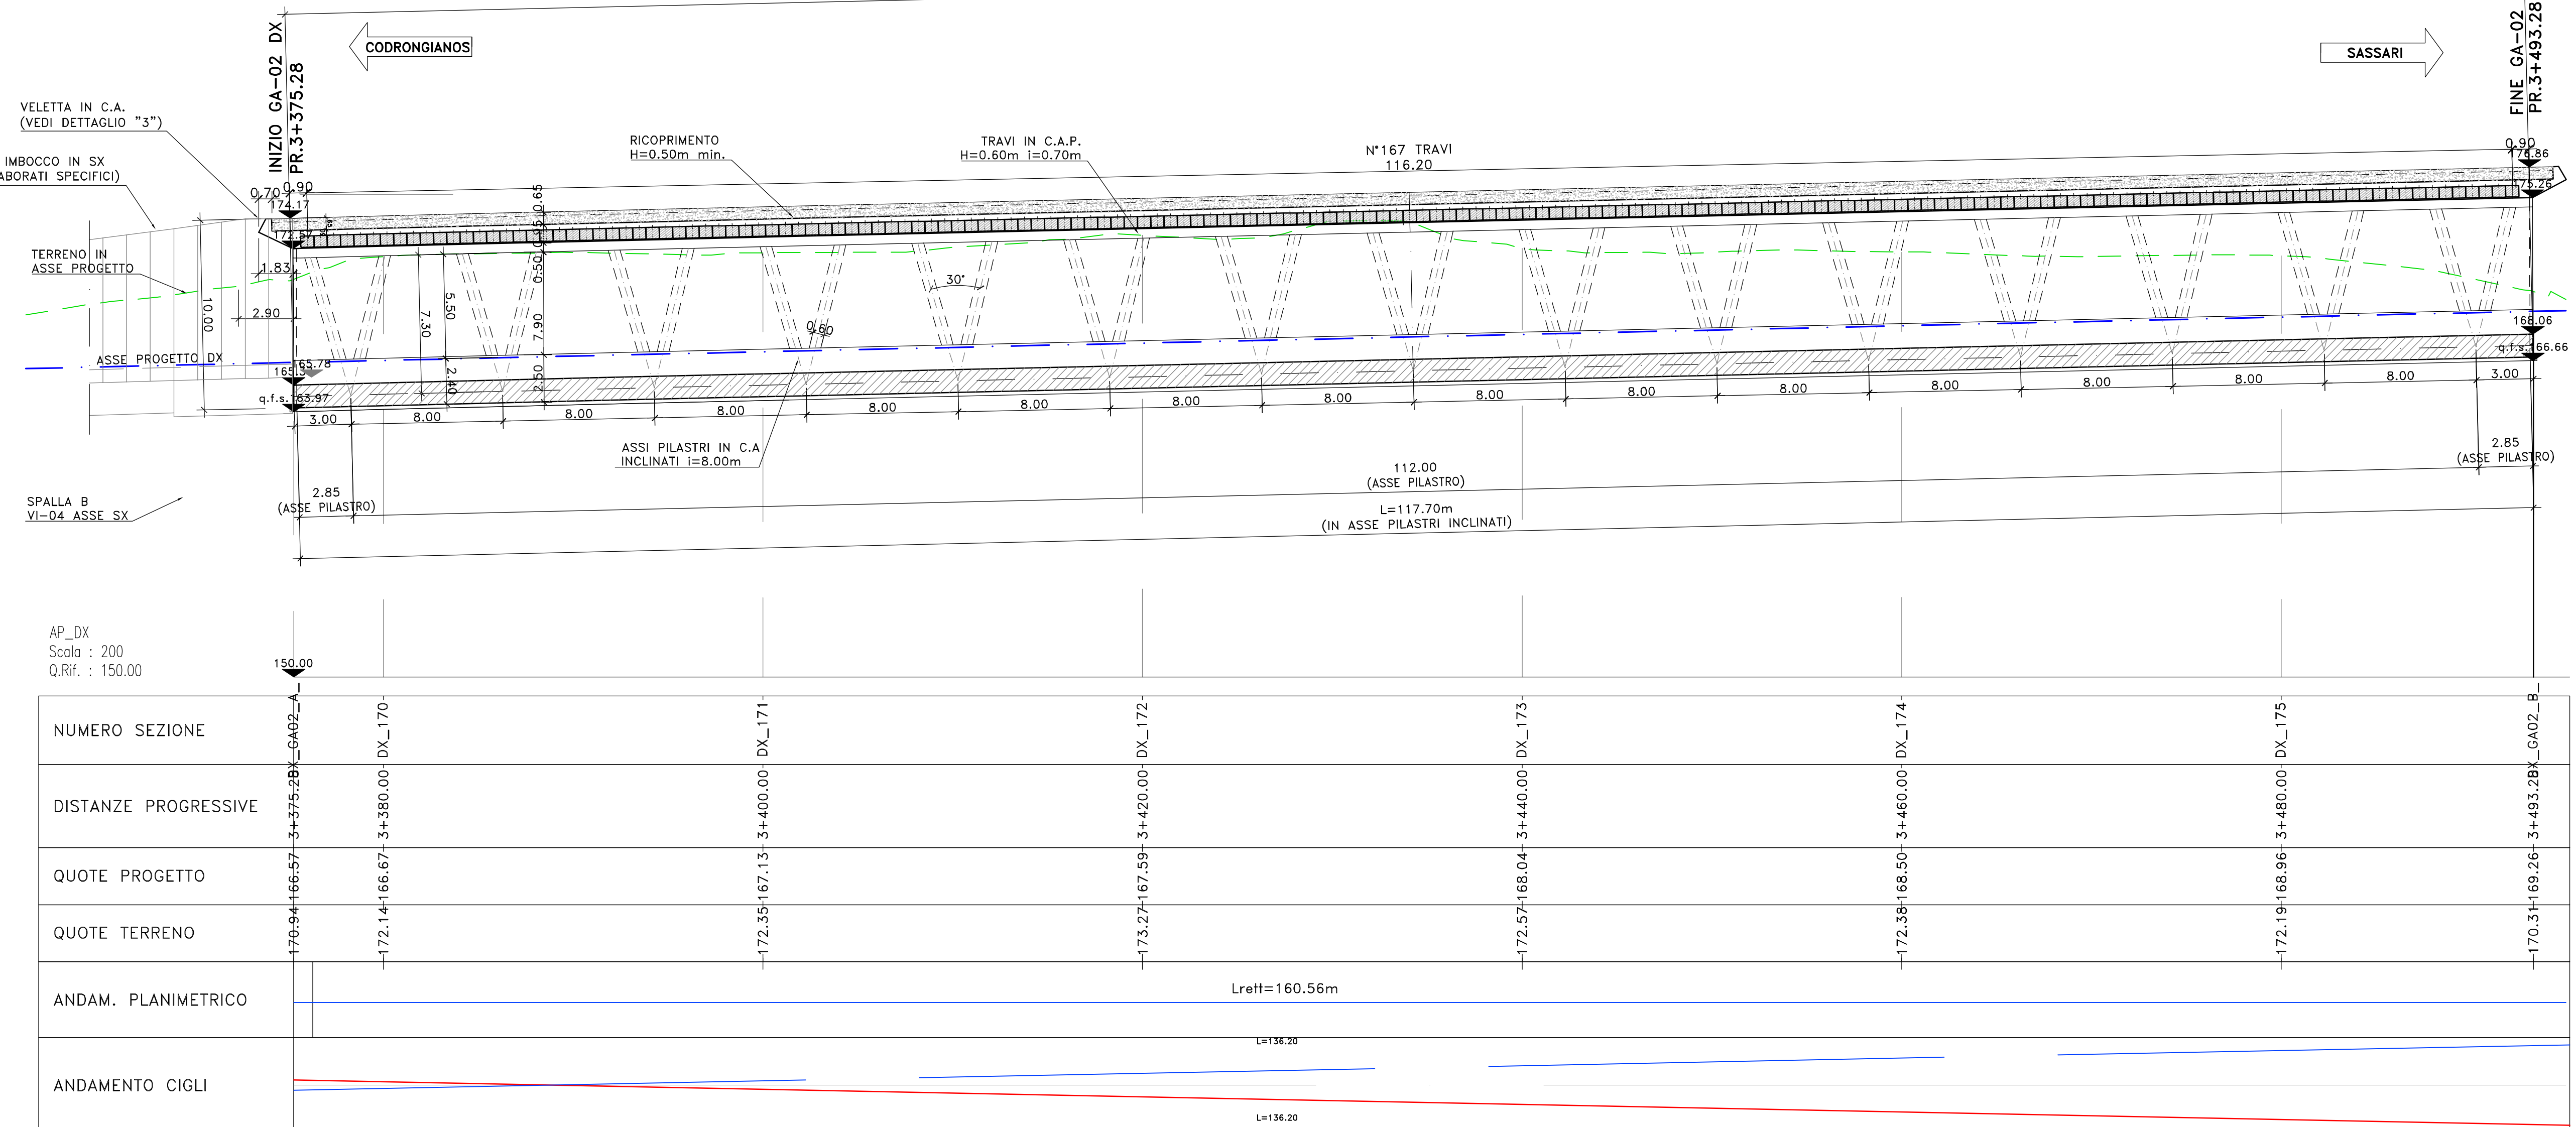 INIZIO GA-02 DX
PR.3+375.28
CODRONGIANOS
SASSARI
FINE GA-02
PR.3+493.28
VELETTA IN C.A.
(VEDI DETTAGLIO "3")
IMBOCCO IN SX
ABORATI SPECIFICI)
RICOPRIMENTO
H=0.50m min.
TRAVI IN C.A.P.
H=0.60m i=0.70m
N°167 TRAVI
116.20
0.90
176.86
175.26
0.70
0.90
174.17
172.57
0.65
0.50
7.90
2.50
TERRENO IN
ASSE PROGETTO
1.83
10.00
2.90
7.30
5.50
2.40
30°
0.60
ASSE PROGETTO DX
165.78
q.f.s.163.97
168.06
q.f.s.166.66
3.00
8.00
8.00
8.00
8.00
8.00
8.00
8.00
8.00
8.00
8.00
8.00
8.00
8.00
8.00
3.00
ASSI PILASTRI IN C.A
INCLINATI i=8.00m
SPALLA B
VI-04 ASSE SX
2.85
(ASSE PILASTRO)
112.00
(ASSE PILASTRO)
2.85
(ASSE PILASTRO)
L=117.70m
(IN ASSE PILASTRI INCLINATI)
AP_DX
Scala : 200
Q.Rif. : 150.00
150.00
NUMERO SEZIONE
DX_GA02_A_
DX_170
DX_171
DX_172
DX_173
DX_174
DX_175
DX_GA02_B_
DISTANZE PROGRESSIVE
3+375.28
3+380.00
3+400.00
3+420.00
3+440.00
3+460.00
3+480.00
3+493.28
QUOTE PROGETTO
166.57
166.67
167.13
167.59
168.04
168.50
168.96
169.26
QUOTE TERRENO
170.94
172.14
172.35
173.27
172.57
172.38
172.19
170.31
ANDAM. PLANIMETRICO
Lrett=160.56m
ANDAMENTO CIGLI
L=136.20
L=136.20